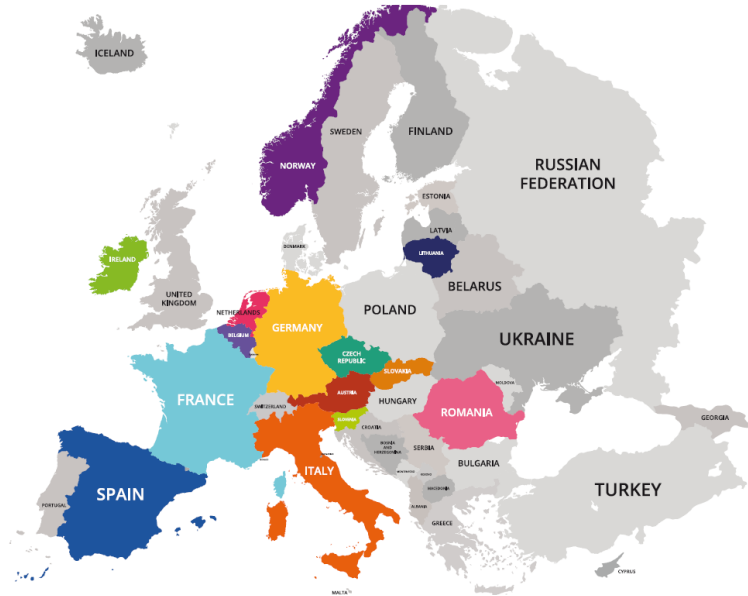 ICELAND
SWEDEN
FINLAND
NORWAY
RUSSIAN
FEDERATION
ESTONIA
LATVIA
LITHUANIA
DENMARK
IRELAND
UNITED
KINGDOM
BELARUS
NETHERLANDS
POLAND
GERMANY
BELGIUM
UKRAINE
CZECH
REPUBLIC
SLOVAKIA
MOLDOVA
AUSTRIA
FRANCE
HUNGARY
SWITZERLAND
ROMANIA
GEORGIA
SLOVENIA
CROATIA
BOSNIA
AND
HERZEGOVINA
SERBIA
BULGARIA
ITALY
MONTENEGRO
KOSOVO
MACEDONIA
SPAIN
TURKEY
PORTUGAL
ALBANIA
GREECE
CYPRUS
MALTA